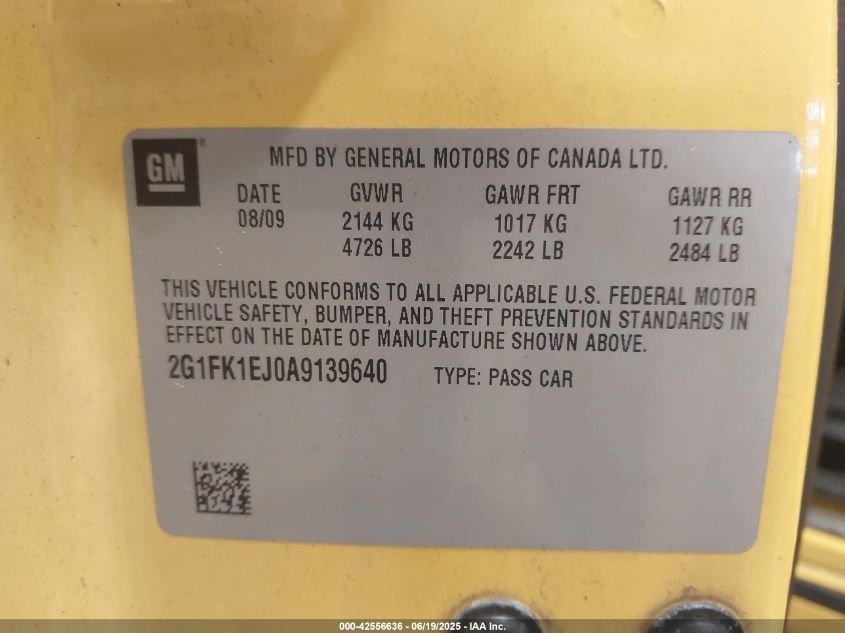 GM ®
MFD BY GENERAL MOTORS OF CANADA LTD.
DATE GVWR GAWR FRT GAWR RR
08/09 2144 KG 1017 KG 1127 KG
4726 LB 2242 LB 2484 LB
THIS VEHICLE CONFORMS TO ALL APPLICABLE U.S. FEDERAL MOTOR
VEHICLE SAFETY, BUMPER, AND THEFT PREVENTION STANDARDS IN
EFFECT ON THE DATE OF MANUFACTURE SHOWN ABOVE.
2G1FK1EJ0A9139640 TYPE: PASS CAR
000-42556636 - 06/19/2025 - IAA Inc.